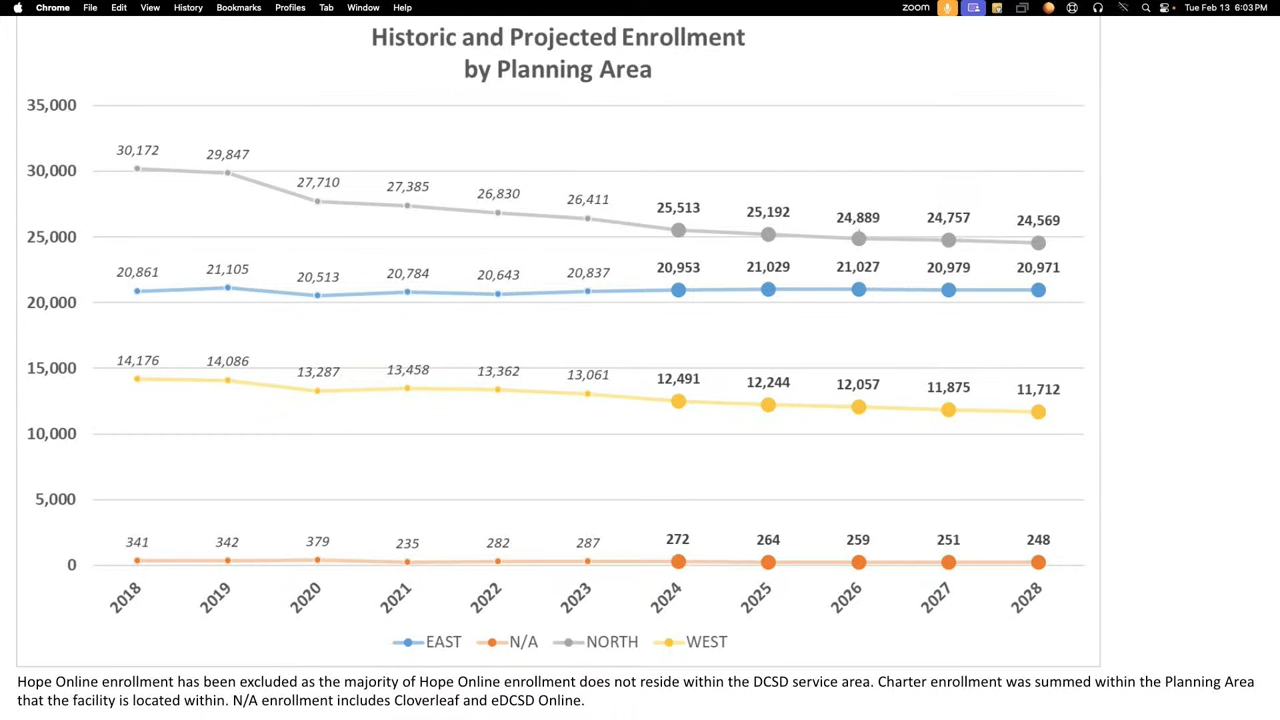 Chrome File Edit View History Bookmarks Profiles Tab Window Help zoom Tue Feb 13 6:03 PM
Historic and Projected Enrollment
by Planning Area
35,000
30,000
25,000
20,000
15,000
10,000
5,000
0
30,172 29,847 27,710 27,385 26,830 26,411 25,513 25,192 24,889 24,757 24,569
20,861 21,105 20,513 20,784 20,643 20,837 20,953 21,029 21,027 20,979 20,971
14,176 14,086 13,287 13,458 13,362 13,061 12,491 12,244 12,057 11,875 11,712
341 342 379 235 282 287 272 264 259 251 248
2018 2019 2020 2021 2022 2023 2024 2025 2026 2027 2028
EAST N/A NORTH WEST
Hope Online enrollment has been excluded as the majority of Hope Online enrollment does not reside within the DCSD service area. Charter enrollment was summed within the Planning Area
that the facility is located within. N/A enrollment includes Cloverleaf and eDCSD Online.